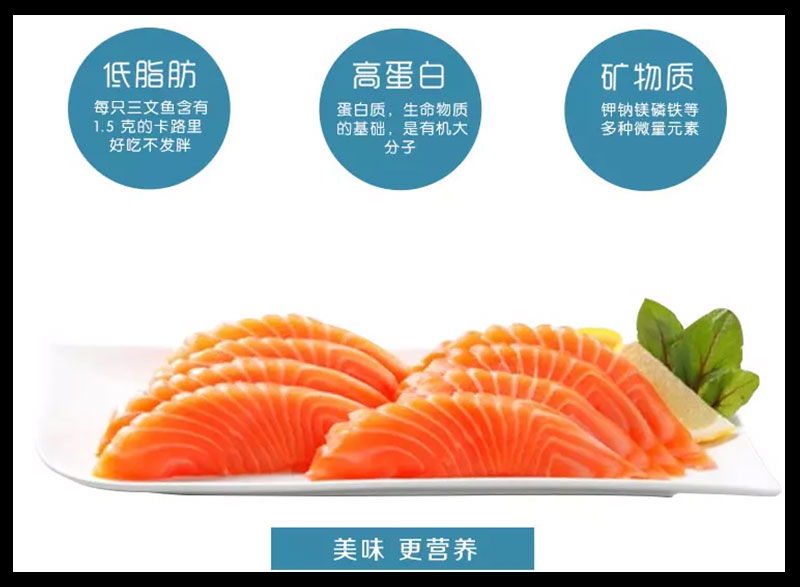 低脂肪
每只三文鱼含有
1.5 克的卡路里
好吃不发胖
高蛋白
蛋白质，生命物质
的基础，是有机大
分子
矿物质
钾钠镁磷铁等
多种微量元素
美味 更营养